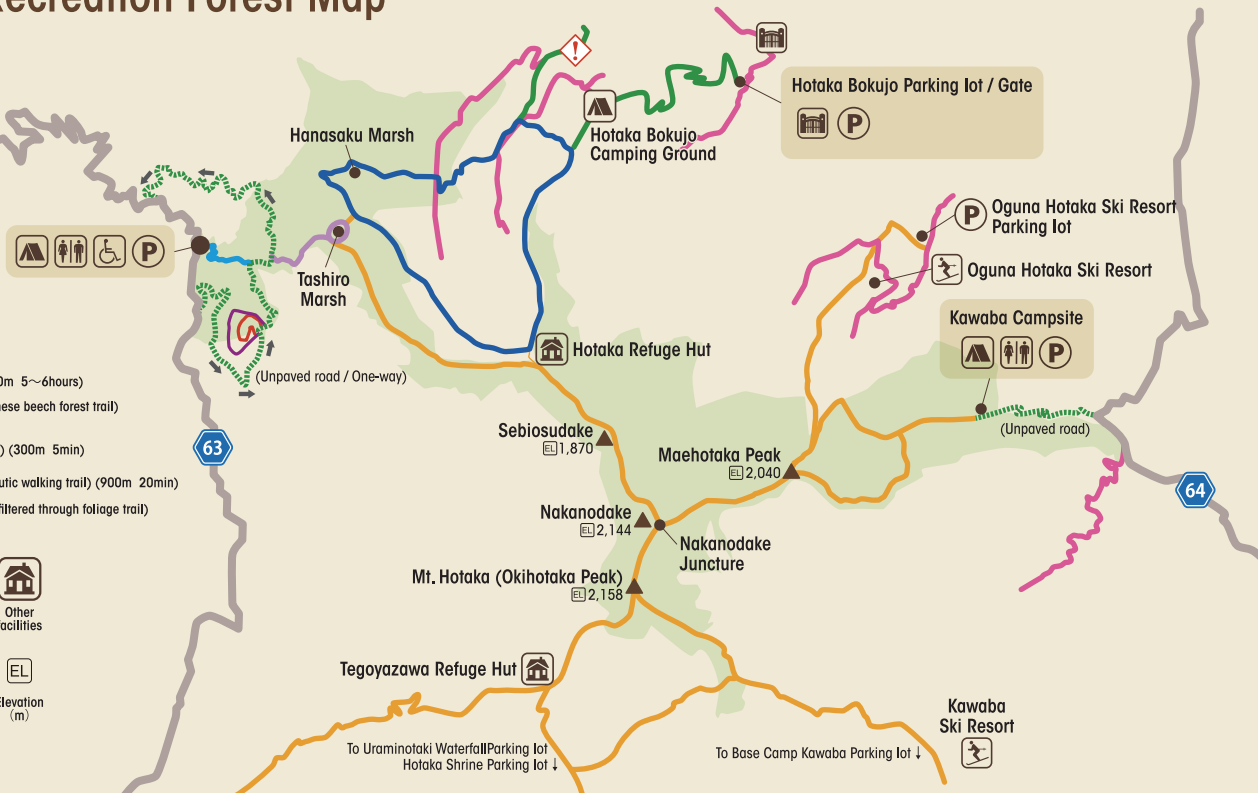 Forest Map
Hanasaku Marsh
Hotaka Bokujo
Camping Ground
Hotaka Bokujo Parking lot / Gate
P
Oguna Hotaka Ski Resort
Parking lot
P
Oguna Hotaka Ski Resort
P
Tashiro
Marsh
Kawaba Campsite
P
Hotaka Refuge Hut
(Unpaved road / One-way)
(Unpaved road)
0m 5～6hours)
ese beech forest trail)
63
) (300m 5min)
utic walking trail) (900m 20min)
filtered through foliage trail)
Sebiosudake
EL 1,870
Maehotaka Peak
EL 2,040
64
Nakanodake
EL 2,144
Nakanodake
Juncture
Mt. Hotaka (Okihotaka Peak)
EL 2,158
Other
facilities
EL
Elevation
(m)
Tegoyazawa Refuge Hut
Kawaba
Ski Resort
To Uraminotaki WaterfallParking lot
Hotaka Shrine Parking lot ↓
To Base Camp Kawaba Parking lot ↓